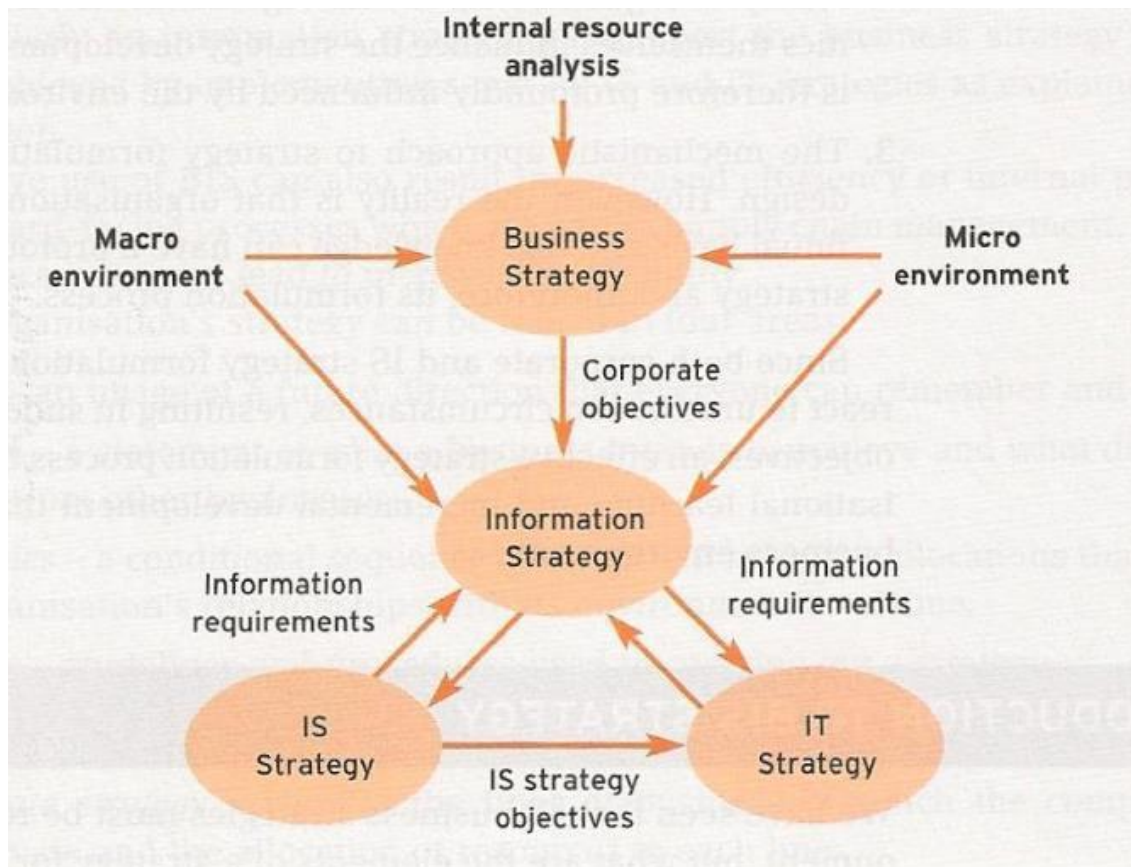 Internal resource
analysis
Macro
environment
Business
Strategy
Micro
environment
Corporate
objectives
Information
Strategy
Information
requirements
Information
requirements
IS
Strategy
IT
Strategy
IS strategy
objectives